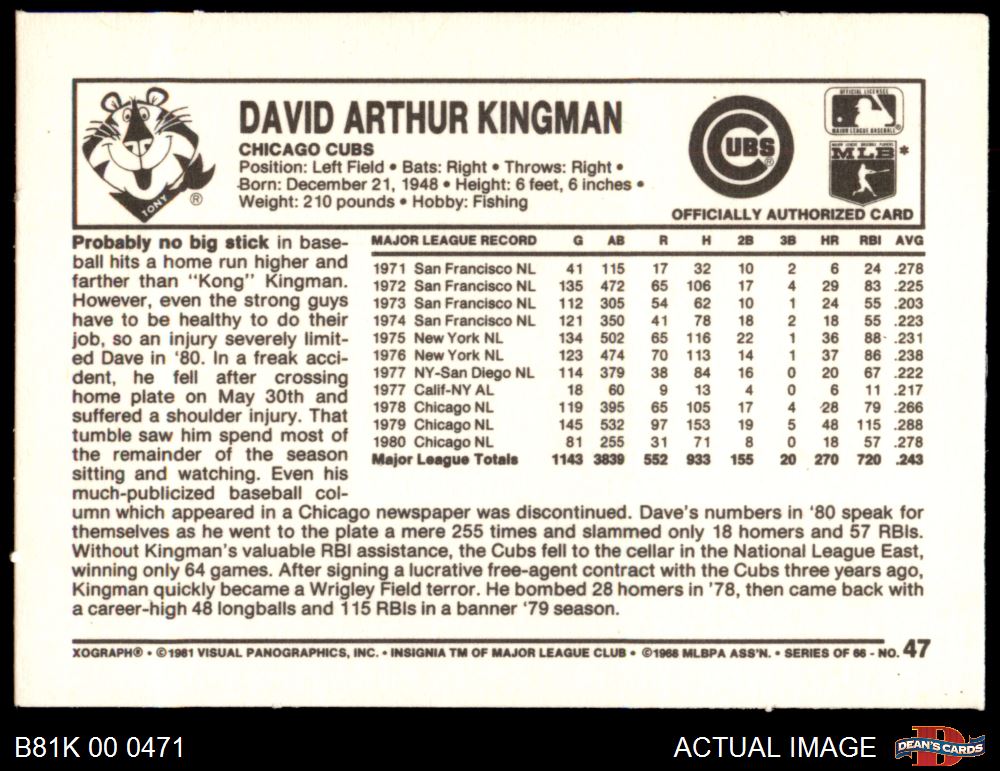 DAVID ARTHUR KINGMAN
CHICAGO CUBS
Position: Left Field • Bats: Right • Throws: Right •
Born: December 21, 1948 • Height: 6 feet, 6 inches •
Weight: 210 pounds • Hobby: Fishing
TONY ®
CUBS ®
OFFICIAL LICENSEE
MAJOR LEAGUE BASEBALL ®
MAJOR LEAGUE BASEBALL PLAYERS
MLB *
OFFICIALLY AUTHORIZED CARD
Probably no big stick in base-
ball hits a home run higher and
farther than “Kong” Kingman.
However, even the strong guys
have to be healthy to do their
job, so an injury severely limit-
ed Dave in ’80. In a freak acci-
dent, he fell after crossing
home plate on May 30th and
suffered a shoulder injury. That
tumble saw him spend most of
the remainder of the season
sitting and watching. Even his
much-publicized baseball col-
umn which appeared in a Chicago newspaper was discontinued. Dave’s numbers in ’80 speak for
themselves as he went to the plate a mere 255 times and slammed only 18 homers and 57 RBIs.
Without Kingman’s valuable RBI assistance, the Cubs fell to the cellar in the National League East,
winning only 64 games. After signing a lucrative free-agent contract with the Cubs three years ago,
Kingman quickly became a Wrigley Field terror. He bombed 28 homers in ’78, then came back with
a career-high 48 longballs and 115 RBIs in a banner ’79 season.
MAJOR LEAGUE RECORD G AB R H 2B 3B HR RBI AVG
1971 San Francisco NL 41 115 17 32 10 2 6 24 .278
1972 San Francisco NL 135 472 65 106 17 4 29 83 .225
1973 San Francisco NL 112 305 54 62 10 1 24 55 .203
1974 San Francisco NL 121 350 41 78 18 2 18 55 .223
1975 New York NL 134 502 65 116 22 1 36 88 .231
1976 New York NL 123 474 70 113 14 1 37 86 .238
1977 NY-San Diego NL 114 379 38 84 16 0 20 67 .222
1977 Calif-NY AL 18 60 9 13 4 0 6 11 .217
1978 Chicago NL 119 395 65 105 17 4 28 79 .266
1979 Chicago NL 145 532 97 153 19 5 48 115 .288
1980 Chicago NL 81 255 31 71 8 0 18 57 .278
Major League Totals 1143 3839 552 933 155 20 270 720 .243
XOGRAPH® • ©1981 VISUAL PANOGRAPHICS, INC. • INSIGNIA TM OF MAJOR LEAGUE CLUB • ©1966 MLBPA ASS’N. • SERIES OF 66 - NO. 47
B81K 00 0471
ACTUAL IMAGE
D
DEAN'S CARDS